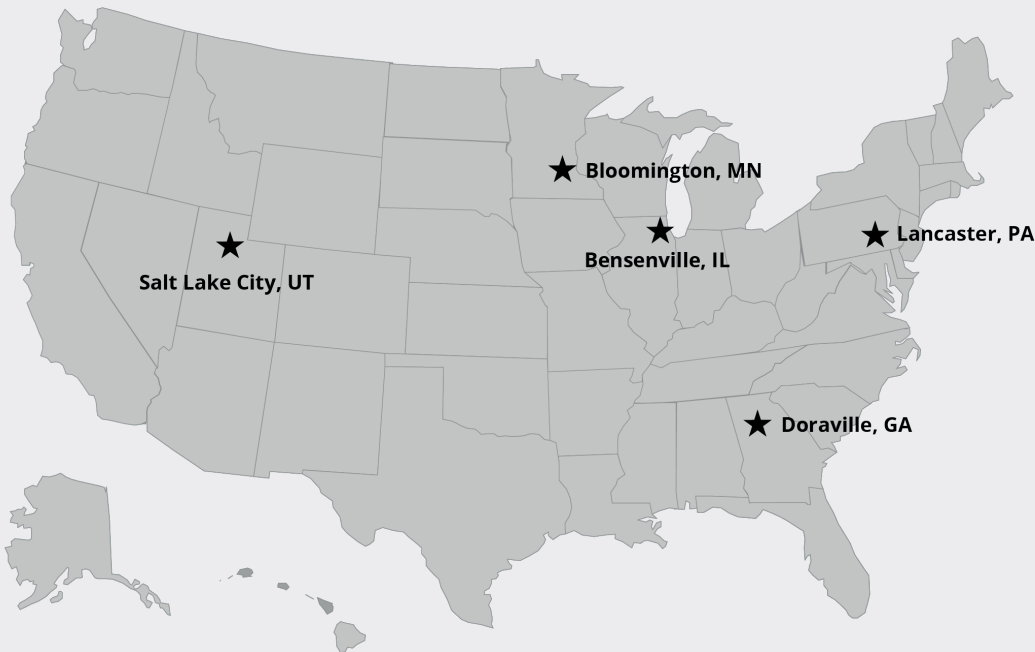 Bloomington, MN
Lancaster, PA
Bensenville, IL
Salt Lake City, UT
Doraville, GA